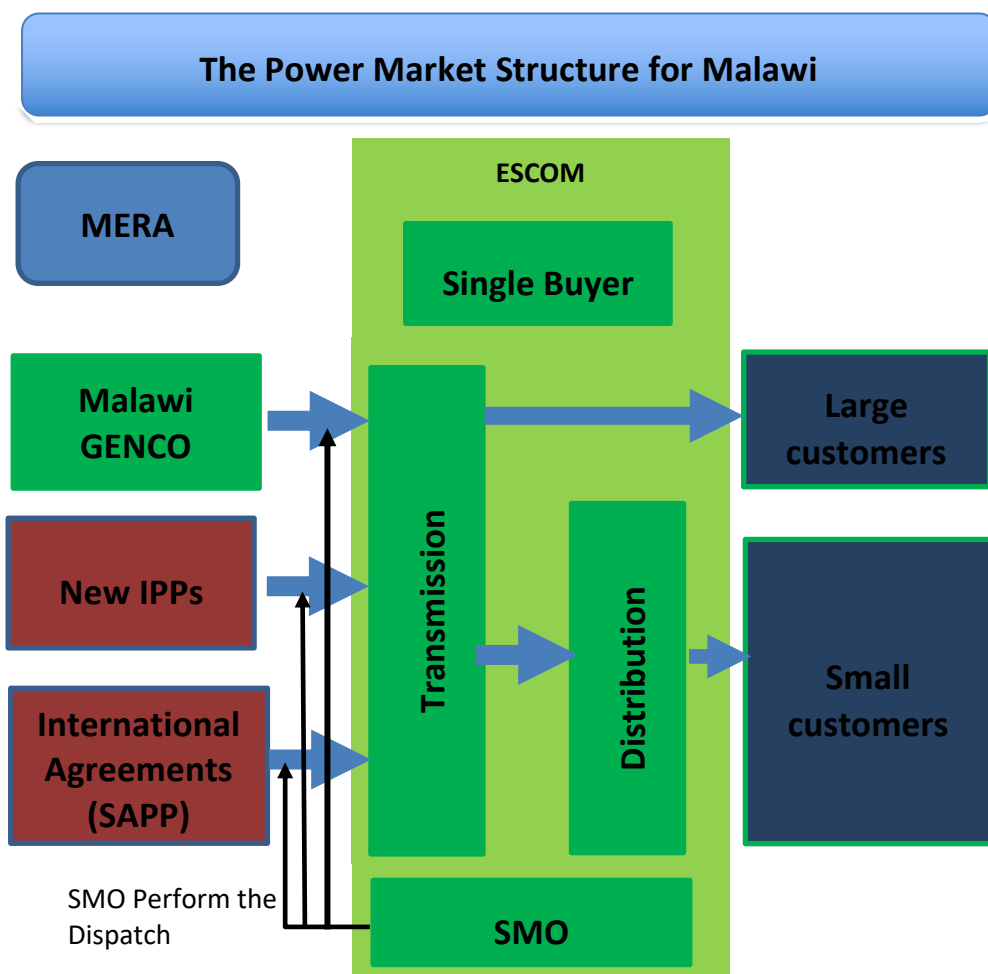 The Power Market Structure for Malawi
MERA
ESCOM
Single Buyer
Malawi
GENCO
New IPPs
International
Agreements
(SAPP)
Transmission
Distribution
Large
customers
Small
customers
SMO Perform the
Dispatch
SMO